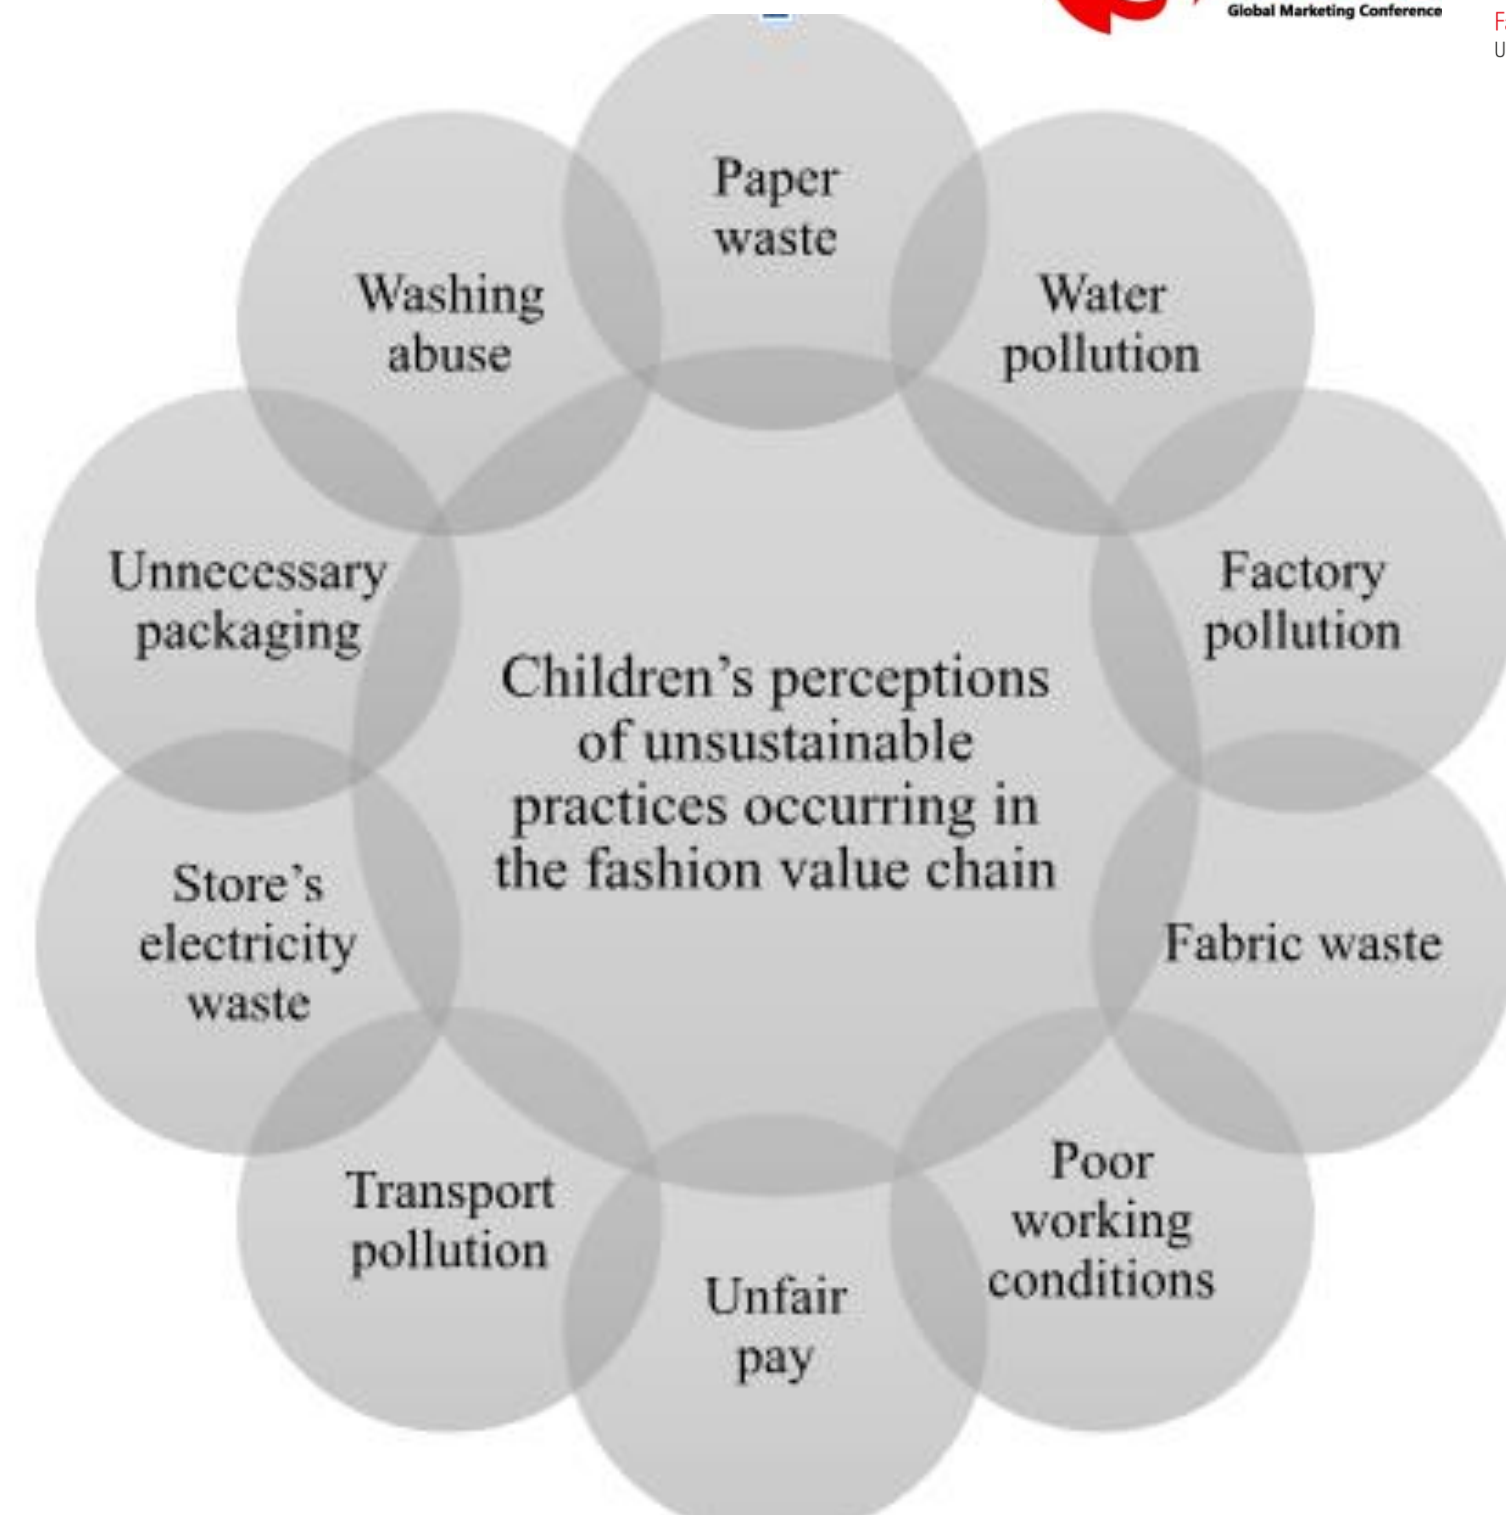 Global Marketing Conference
Paper
waste
Water
pollution
Factory
pollution
Fabric waste
Poor
working
conditions
Unfair
pay
Transport
pollution
Store’s
electricity
waste
Unnecessary
packaging
Washing
abuse
Children’s perceptions
of unsustainable
practices occurring in
the fashion value chain